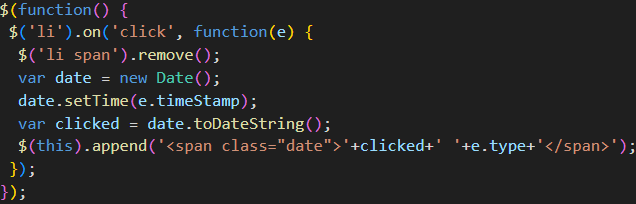 $(function() {
 $('li').on('click', function(e) {
  $('li span').remove();
  var date = new Date();
  date.setTime(e.timeStamp);
  var clicked = date.toDateString();
  $(this).append('<span class="date">'+clicked+' '+e.type+'</span>');
 });
});